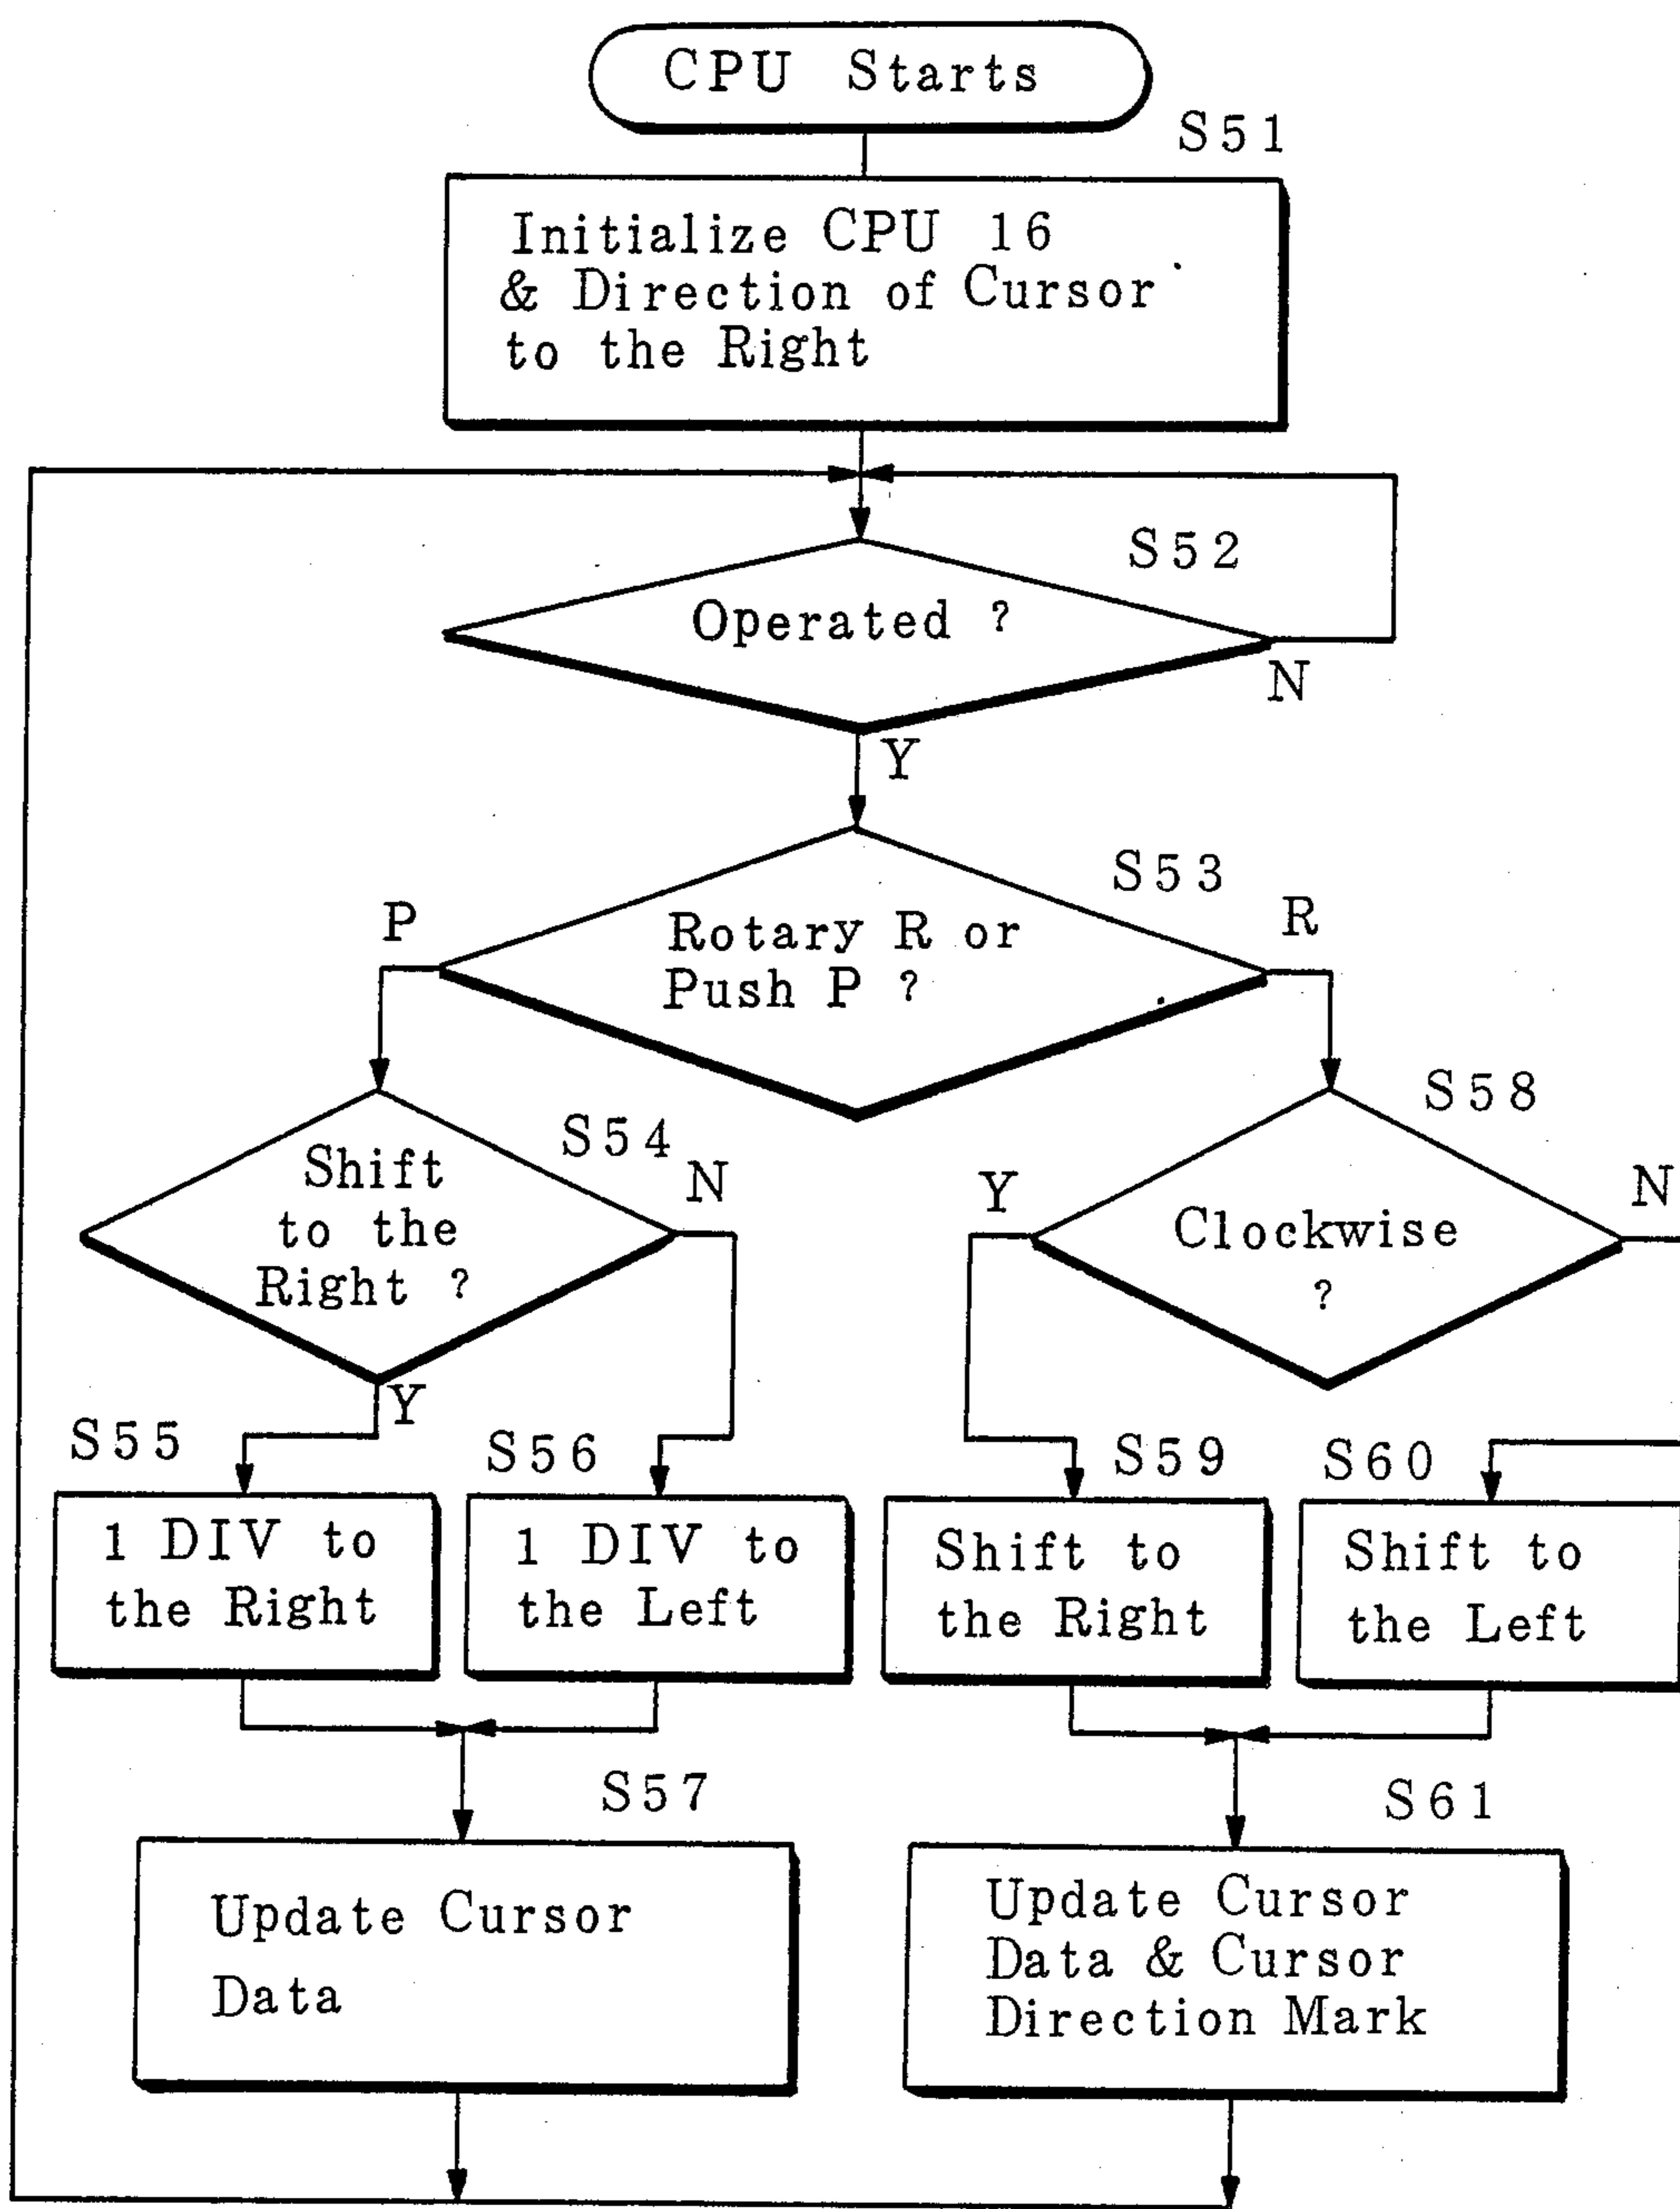 CPU Starts
S51
Initialize CPU 16
& Direction of Cursor
to the Right
S52
Operated ?
N
Y
S53
P
R
Rotary R or
Push P ?
S54
Shift
to the
Right ?
N
Y
S58
Y
N
Clockwise
?
S55
1 DIV to
the Right
S56
1 DIV to
the Left
S59
Shift to
the Right
S60
Shift to
the Left
S57
Update Cursor
Data
S61
Update Cursor
Data & Cursor
Direction Mark